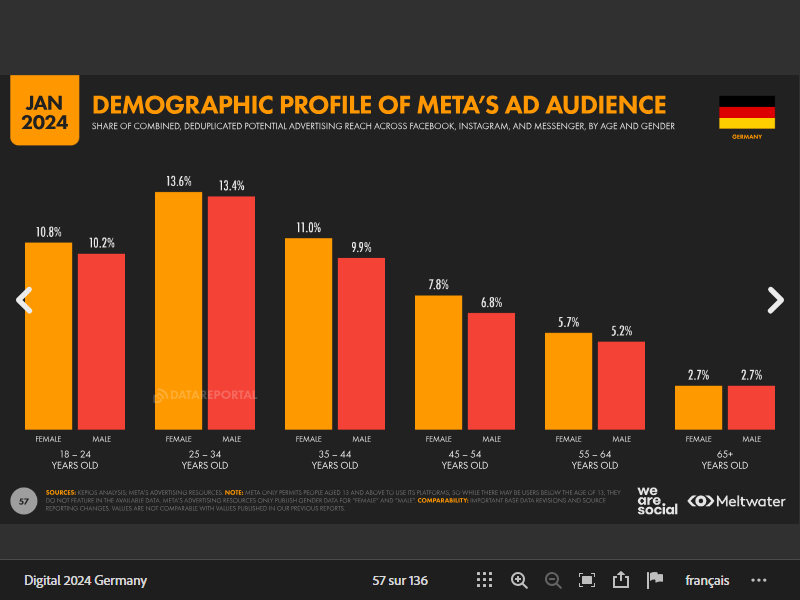 JAN
2024
DEMOGRAPHIC PROFILE OF META'S AD AUDIENCE
SHARE OF COMBINED, DEDUPLICATED POTENTIAL ADVERTISING REACH ACROSS FACEBOOK, INSTAGRAM, AND MESSENGER, BY AGE AND GENDER
GERMANY
10.8%
10.2%
13.6%
13.4%
11.0%
9.9%
7.8%
6.8%
5.7%
5.2%
2.7%
2.7%
DATAREPORTAL
FEMALE MALE FEMALE MALE FEMALE MALE FEMALE MALE FEMALE MALE FEMALE MALE
18 – 24
YEARS OLD
25 – 34
YEARS OLD
35 – 44
YEARS OLD
45 – 54
YEARS OLD
55 – 64
YEARS OLD
65+
YEARS OLD
57
SOURCES: KEPIOS ANALYSIS; META'S ADVERTISING RESOURCES. NOTE: META ONLY PERMITS PEOPLE AGED 13 AND ABOVE TO USE ITS PLATFORMS, SO WHILE THERE MAY BE USERS BELOW THE AGE OF 13, THEY
DO NOT FEATURE IN THE AVAILABLE DATA. META'S ADVERTISING RESOURCES ONLY PUBLISH GENDER DATA FOR "FEMALE" AND "MALE". COMPARABILITY: IMPORTANT BASE DATA REVISIONS AND SOURCE
REPORTING CHANGES. VALUES ARE NOT COMPARABLE WITH VALUES PUBLISHED IN OUR PREVIOUS REPORTS.
we
are.
social
Meltwater
Digital 2024 Germany
57 sur 136
français